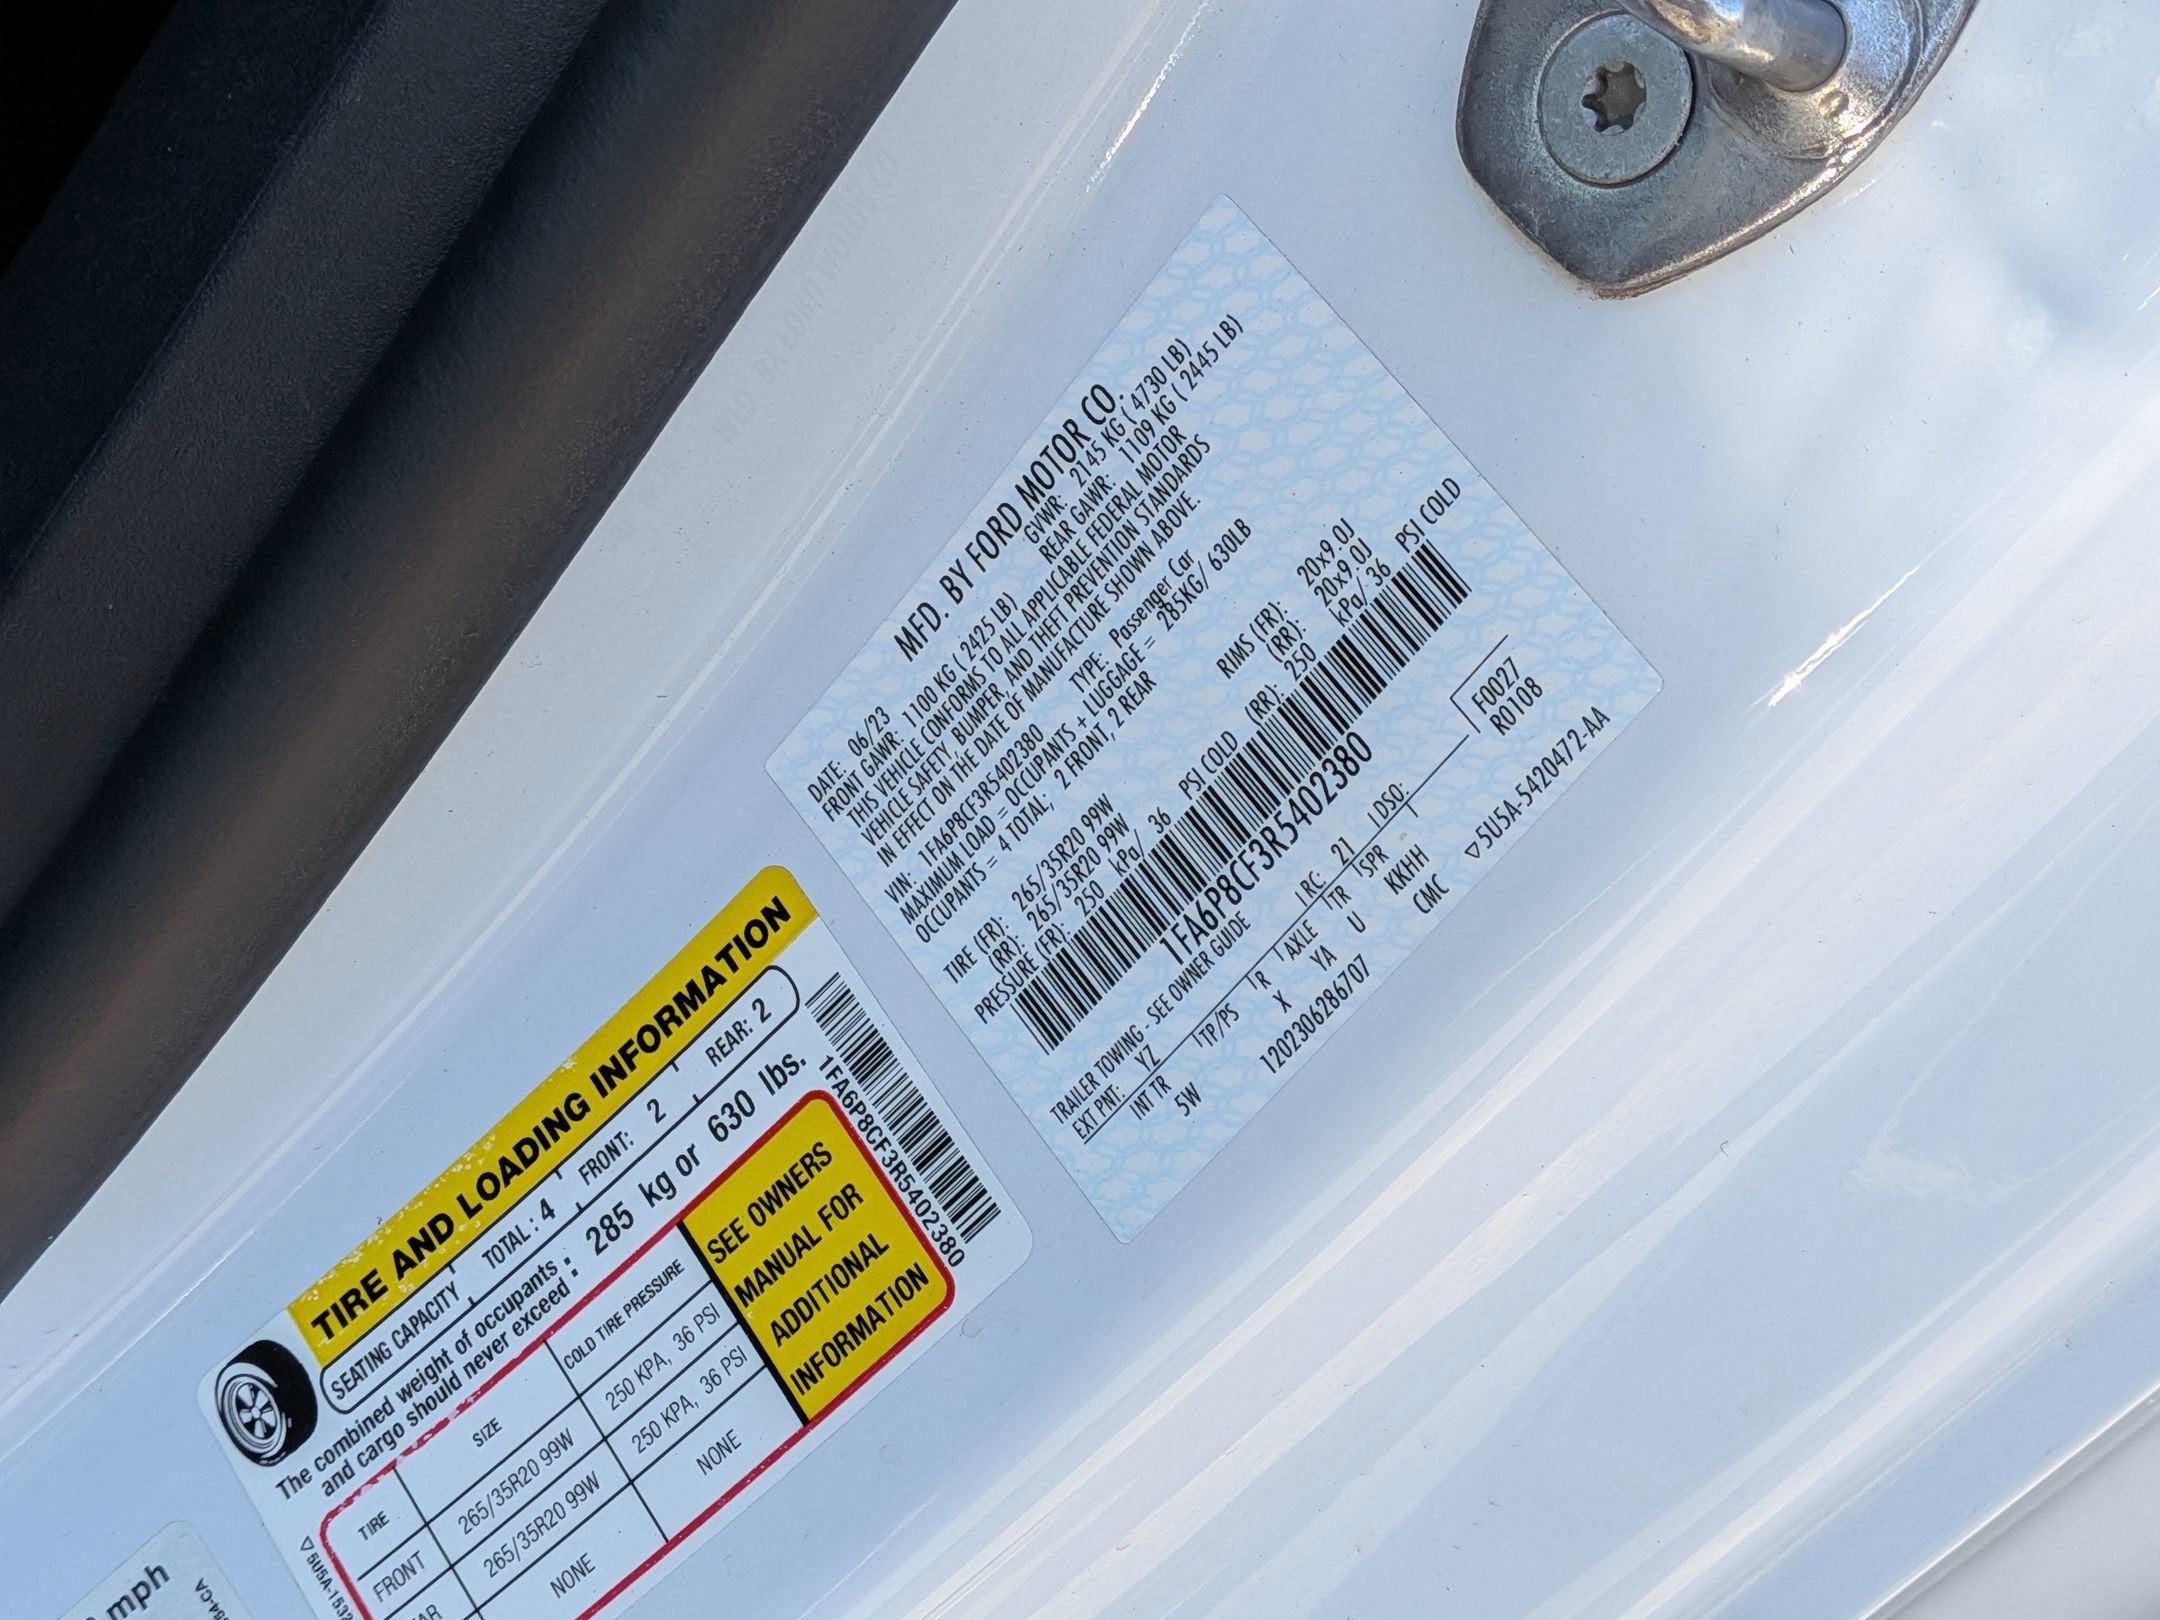 MFD. BY FORD MOTOR CO.
DATE: 06/23 GVWR: 2145 KG ( 4730 LB)
FRONT GAWR: 1100 KG ( 2425 LB) REAR GAWR: 1109 KG ( 2445 LB)
THIS VEHICLE CONFORMS TO ALL APPLICABLE FEDERAL MOTOR
VEHICLE SAFETY, BUMPER, AND THEFT PREVENTION STANDARDS
IN EFFECT ON THE DATE OF MANUFACTURE SHOWN ABOVE.
VIN: 1FA6P8CF3R5402380 TYPE: Passenger Car
MAXIMUM LOAD = OCCUPANTS + LUGGAGE = 285KG/ 630LB
OCCUPANTS = 4 TOTAL, 2 FRONT, 2 REAR
TIRE (FR): 265/35R20 99W RIMS (FR): 20x9.0J
(RR): 265/35R20 99W (RR): 20x9.0J
PRESSURE (FR): 250 kPa/ 36 PSI COLD (RR): 250 kPa/ 36 PSI COLD
1FA6P8CF3R5402380
TRAILER TOWING - SEE OWNER GUIDE
EXT PNT: YZ RC: 21 DSO: F0027
INT TR TP/PS R AXLE TR SPR R0108
5W X YA U KKHH
12023062867​07 CMC ▽5U5A-5420472-AA
TIRE AND LOADING INFORMATION
SEATING CAPACITY TOTAL: 4 FRONT: 2 REAR: 2
The combined weight of occupants
and cargo should never exceed : 285 kg or 630 lbs.
TIRE SIZE COLD TIRE PRESSURE
FRONT 265/35R20 99W 250 KPA, 36 PSI
265/35R20 99W 250 KPA, 36 PSI
NONE NONE
SEE OWNERS
MANUAL FOR
ADDITIONAL
INFORMATION
1FA6P8CF3R5402380
▽5U5A-1532
mph